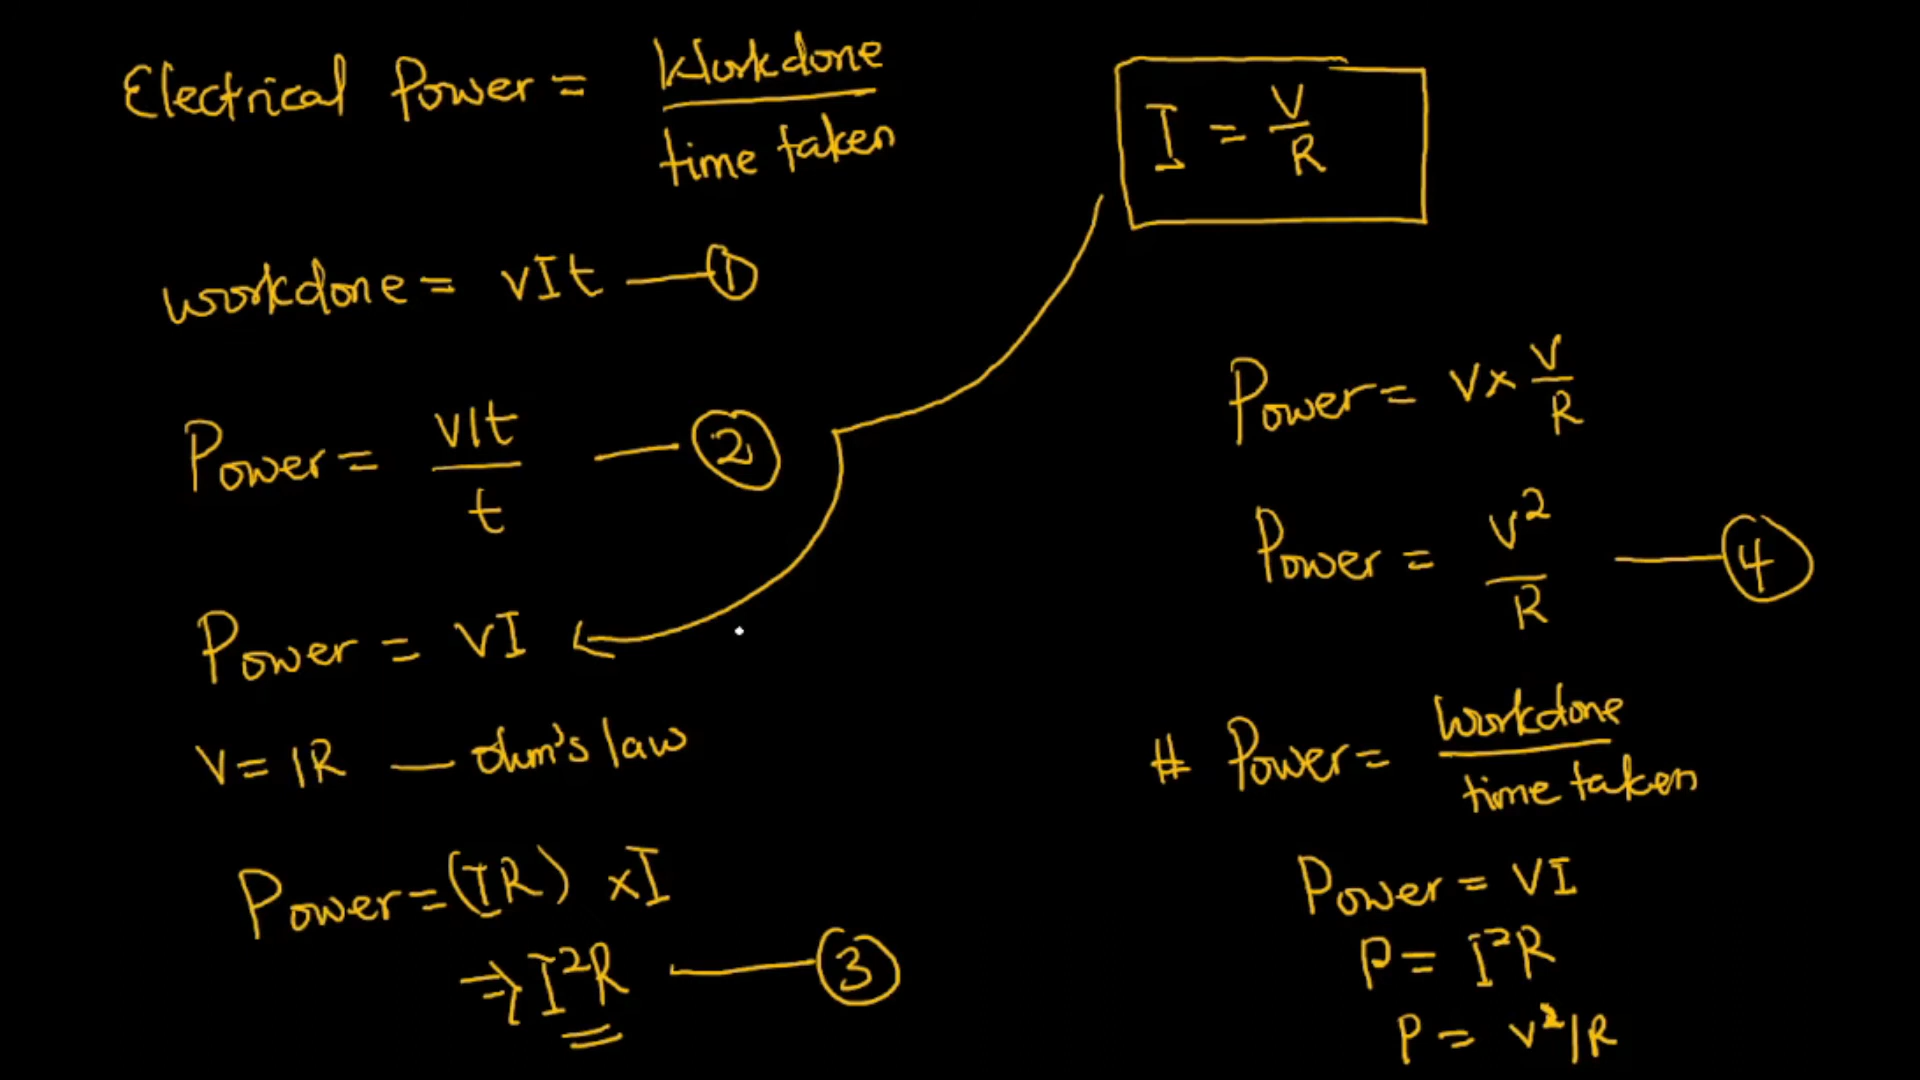 Electrical Power = Workdone / time taken
workdone = VIt — ①
Power = VIt / t — ②
Power = VI
V = IR — ohm's law
Power = (IR) × I
⇒ I²R — ③
I = V / R
Power = V × V / R
Power = V² / R — ④
# Power = Workdone / time taken
Power = VI
P = I²R
P = V²/R